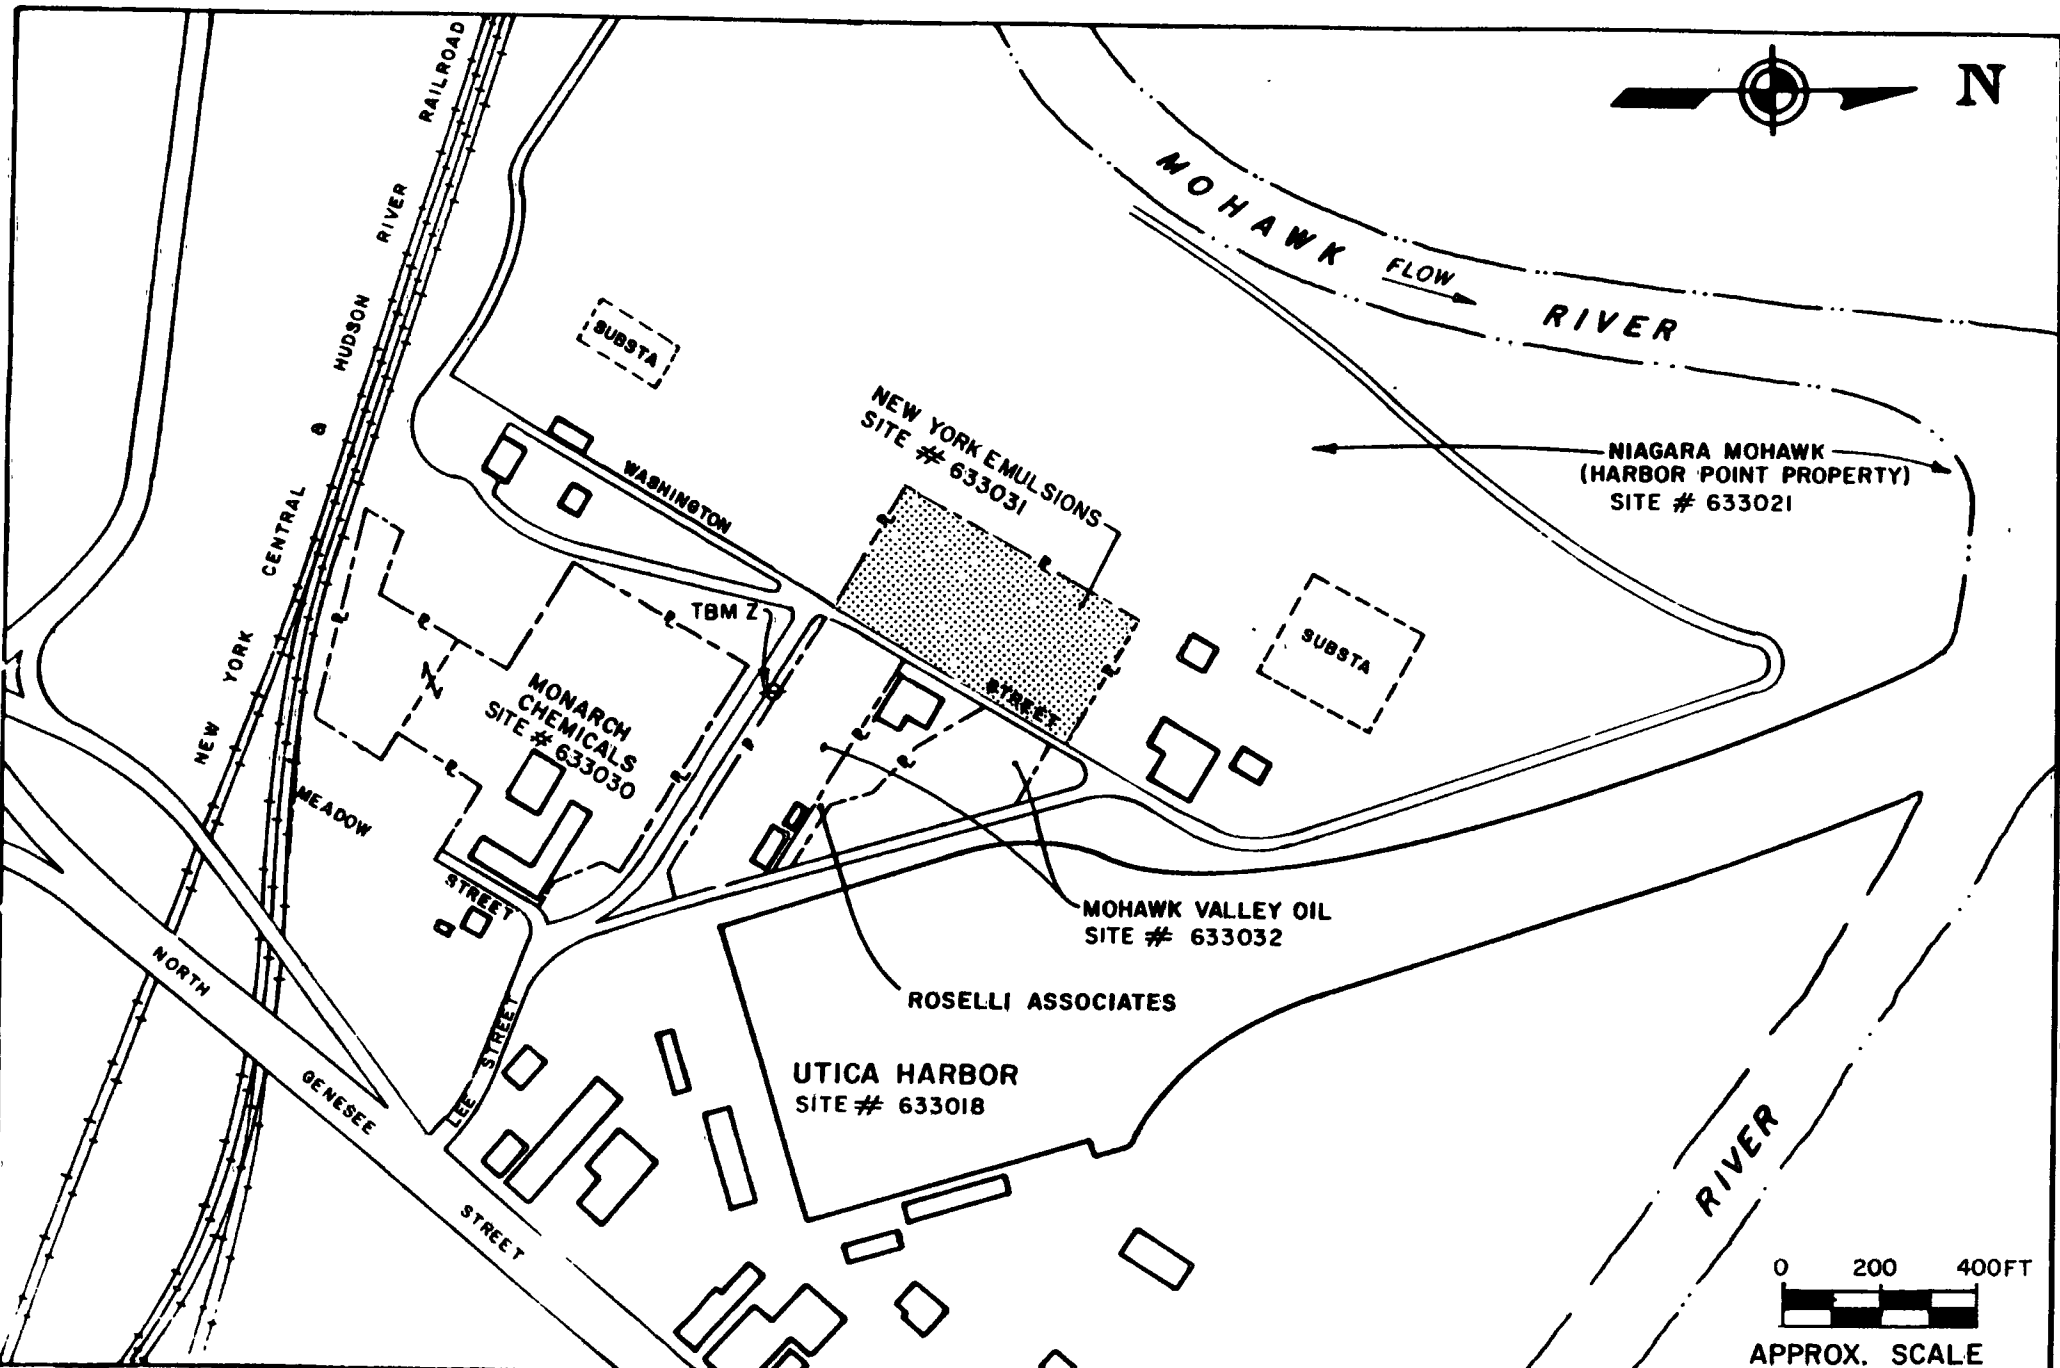 N
MOHAWK
FLOW
RIVER
NEW YORK CENTRAL & HUDSON RIVER RAILROAD
SUBSTA
NEW YORK EMULSIONS
SITE # 633031
NIAGARA MOHAWK
(HARBOR POINT PROPERTY)
SITE # 633021
WASHINGTON
STREET
TBM Z
SUBSTA
MONARCH
CHEMICALS
SITE # 633030
MEADOW
STREET
MOHAWK VALLEY OIL
SITE # 633032
ROSELLI ASSOCIATES
LEE STREET
NORTH
GENESEE
STREET
UTICA HARBOR
SITE # 633018
RIVER
0 200 400FT
APPROX. SCALE